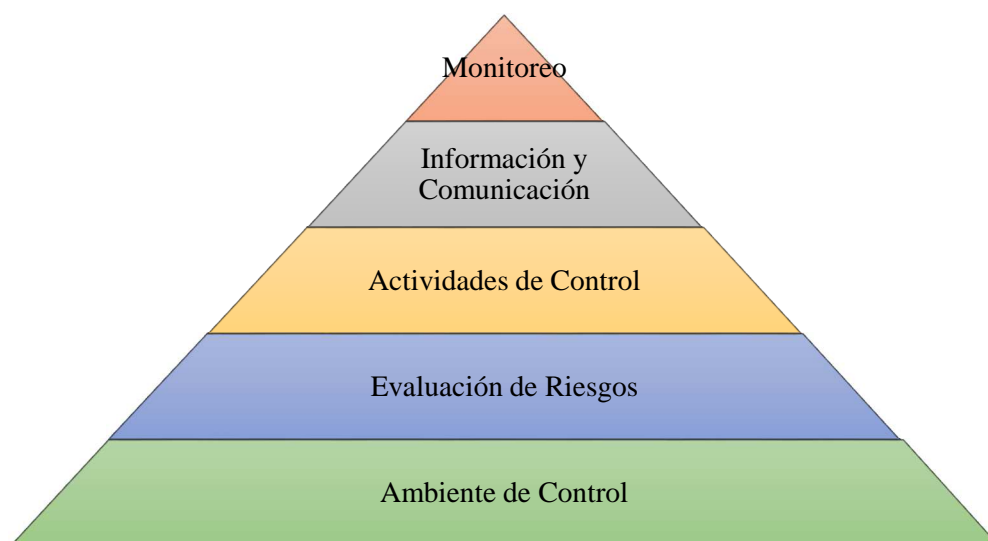 Monitoreo
Información y
Comunicación
Actividades de Control
Evaluación de Riesgos
Ambiente de Control